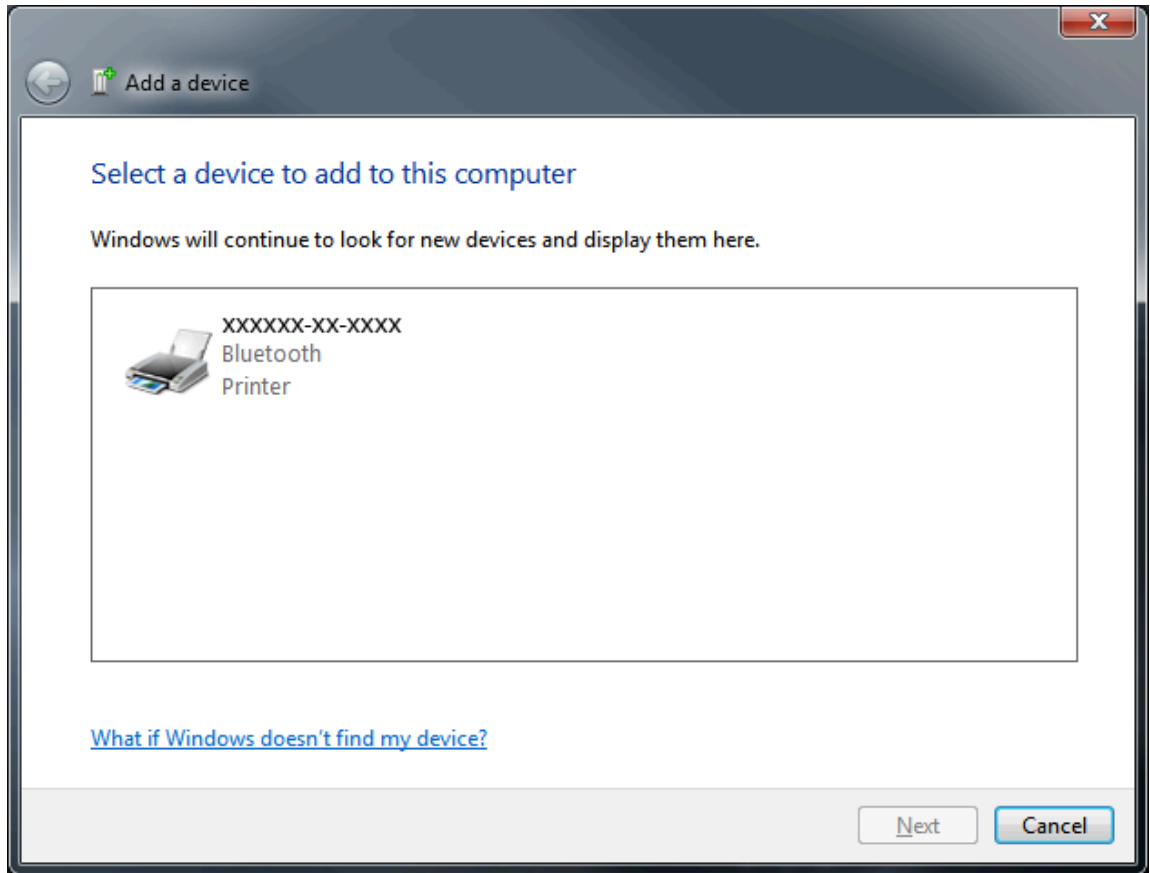 Add a device
Select a device to add to this computer
Windows will continue to look for new devices and display them here.
XXXXXX-XX-XXXX
Bluetooth
Printer
What if Windows doesn't find my device?
Next
Cancel